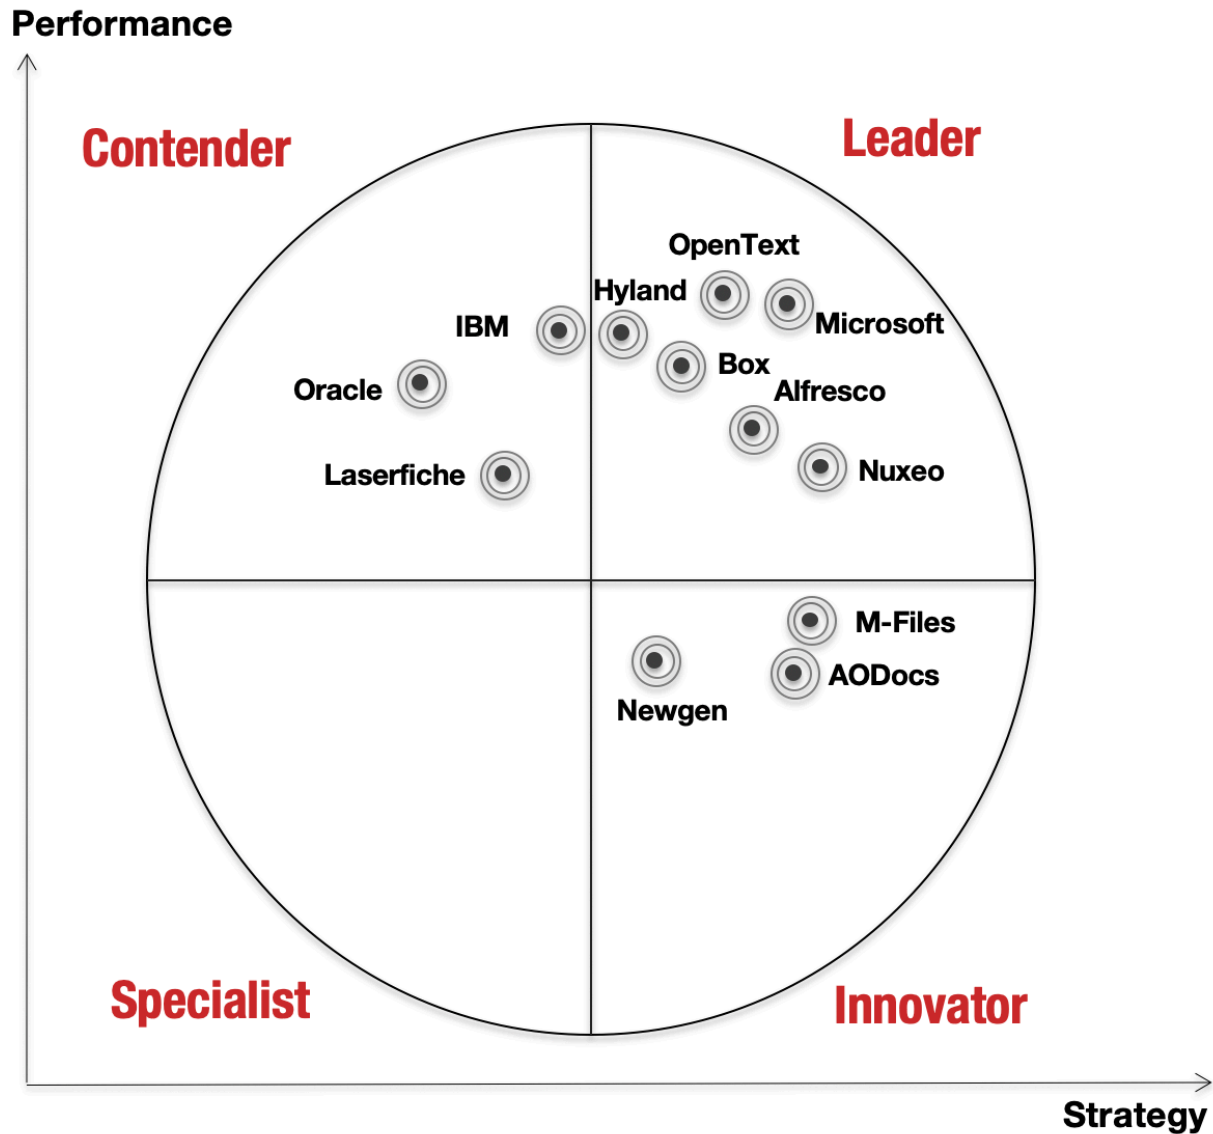 Performance
Contender
Leader
OpenText
Hyland
Microsoft
IBM
Box
Oracle
Alfresco
Laserfiche
Nuxeo
M-Files
AODocs
Newgen
Specialist
Innovator
Strategy